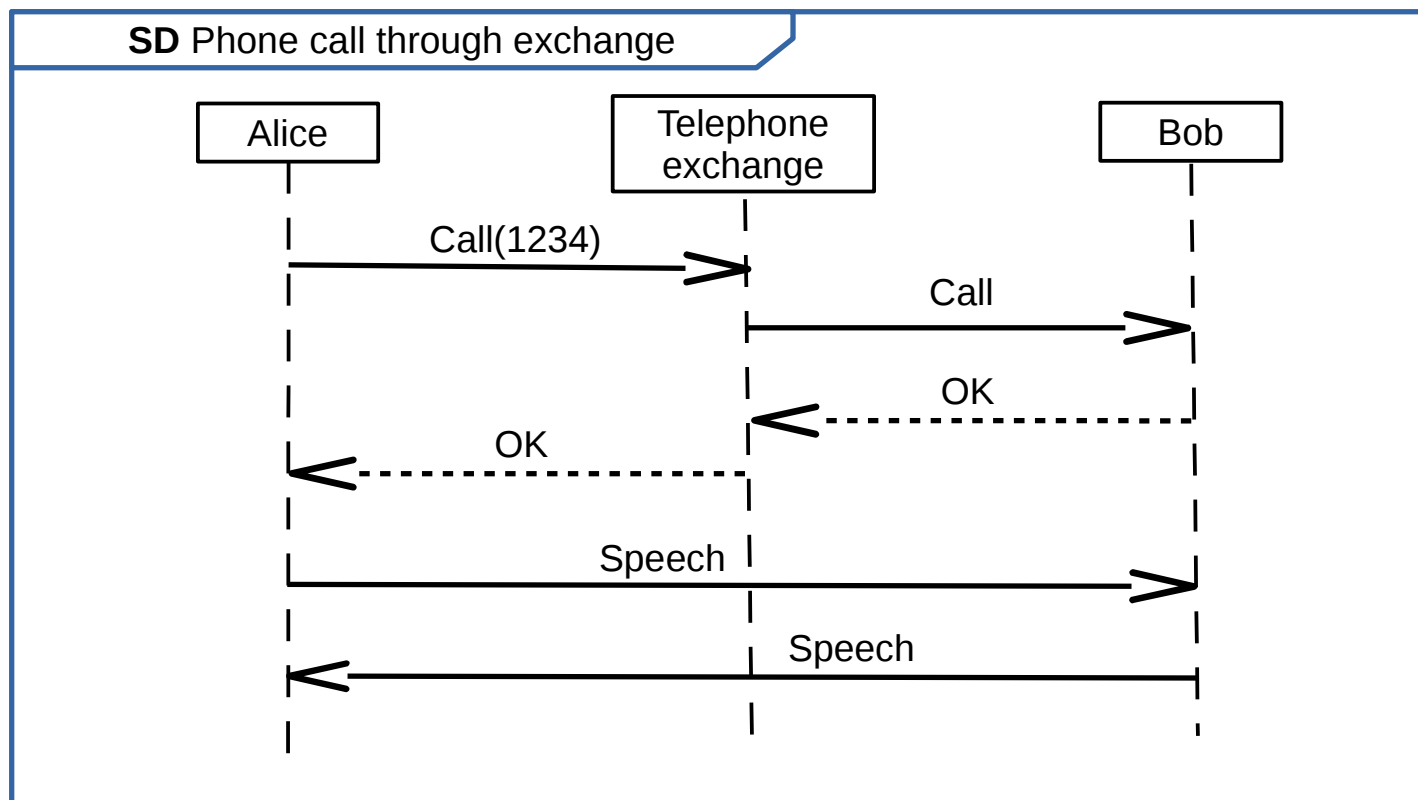 SD Phone call through exchange
Alice
Telephone
exchange
Bob
Call(1234)
Call
OK
OK
Speech
Speech